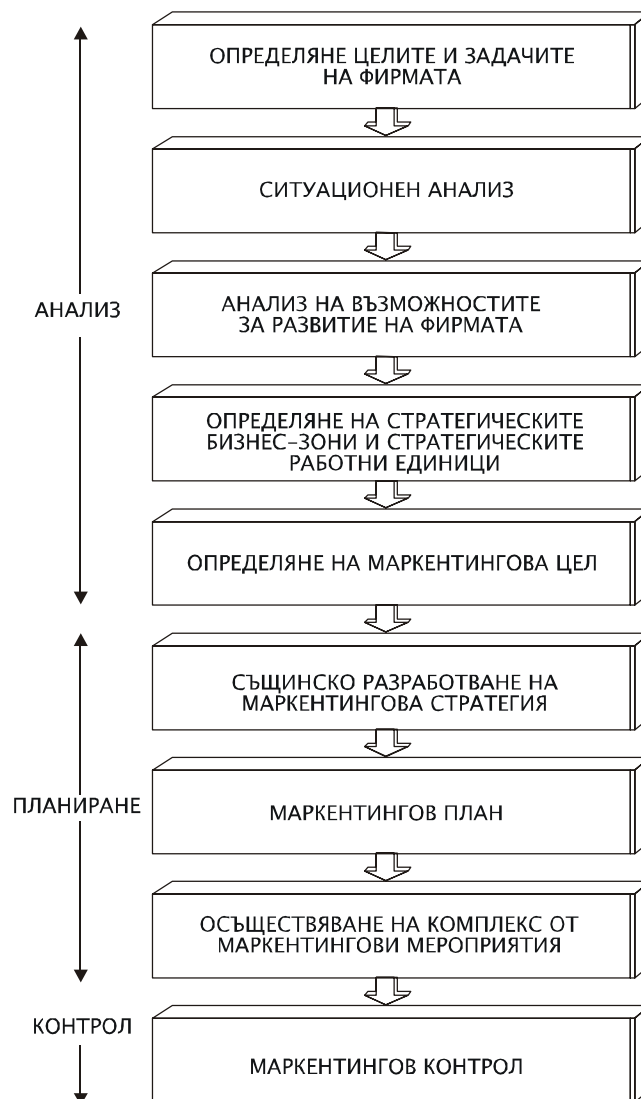 ОПРЕДЕЛЯНЕ ЦЕЛИТЕ И ЗАДАЧИТЕ
НА ФИРМАТА
СИТУАЦИОНЕН АНАЛИЗ
АНАЛИЗ
АНАЛИЗ НА ВЪЗМОЖНОСТИТЕ
ЗА РАЗВИТИЕ НА ФИРМАТА
ОПРЕДЕЛЯНЕ НА СТРАТЕГИЧЕСКИТЕ
БИЗНЕС-ЗОНИ И СТРАТЕГИЧЕСКИТЕ
РАБОТНИ ЕДИНИЦИ
ОПРЕДЕЛЯНЕ НА МАРКЕНТИНГОВА ЦЕЛ
СЪЩИНСКО РАЗРАБОТВАНЕ НА
МАРКЕНТИНГОВА СТРАТЕГИЯ
ПЛАНИРАНЕ
МАРКЕНТИНГОВ ПЛАН
ОСЪЩЕСТВЯВАНЕ НА КОМПЛЕКС ОТ
МАРКЕНТИНГОВИ МЕРОПРИЯТИЯ
КОНТРОЛ
МАРКЕНТИНГОВ КОНТРОЛ